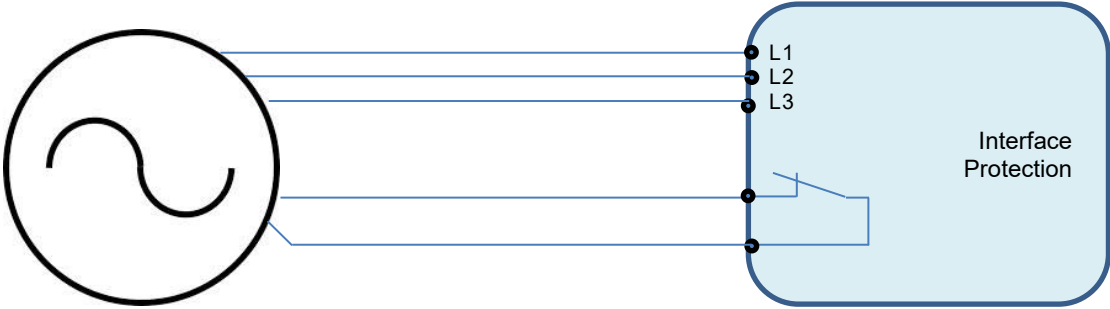 L1
L2
L3
Interface
Protection